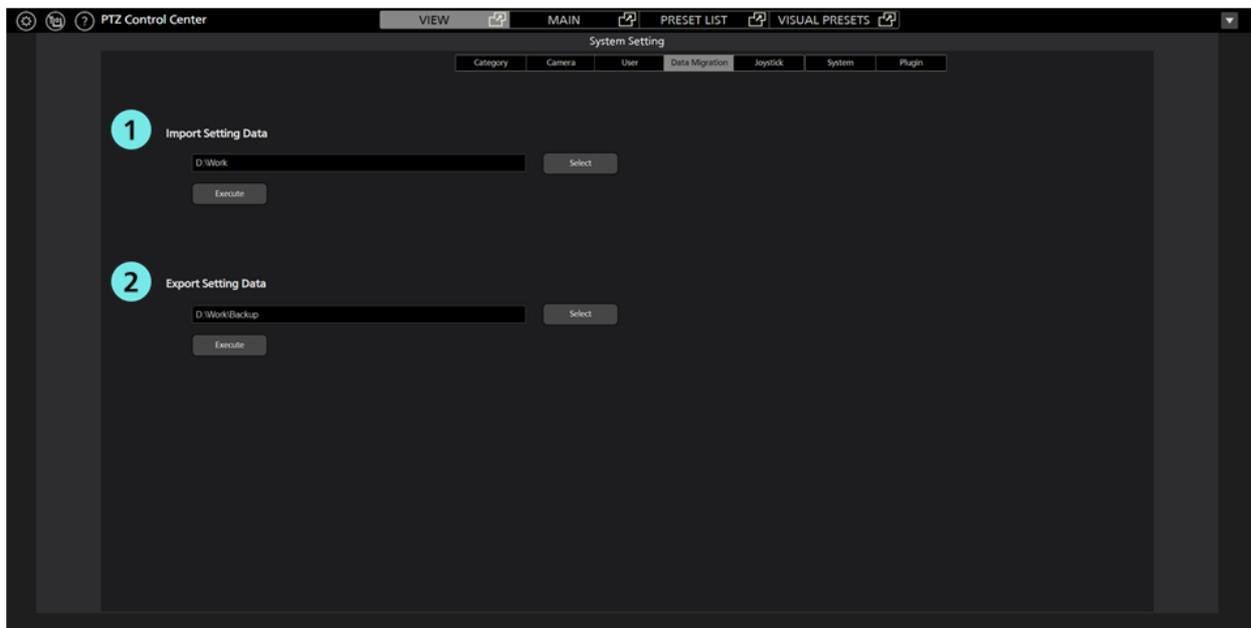 ? PTZ Control Center VIEW MAIN PRESET LIST VISUAL PRESETS
System Setting
Category Camera User Data Migration Joystick System Plugin
1 Import Setting Data
D:\Work Select
Execute
2 Export Setting Data
D:\Work\Backup Select
Execute